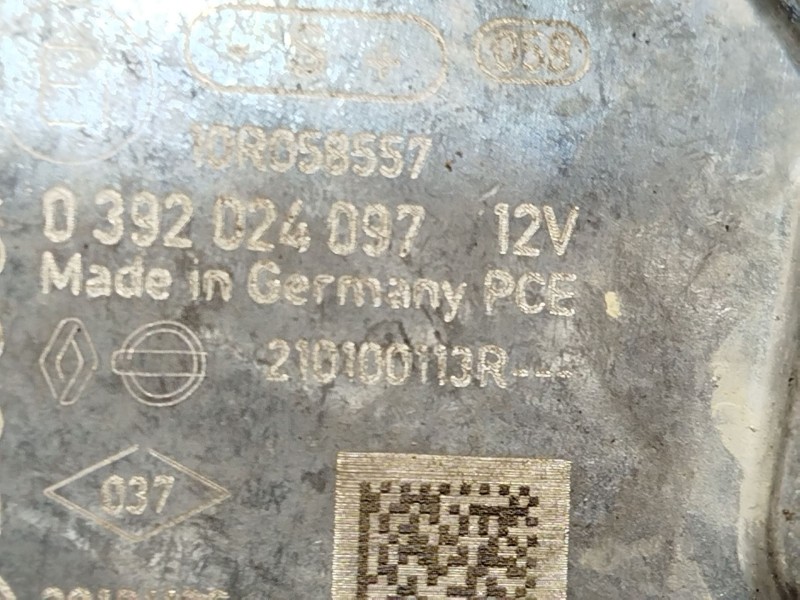 - S +
058
10R058557
0 392 024 097 12V
Made in Germany PCE
210100113R---
037